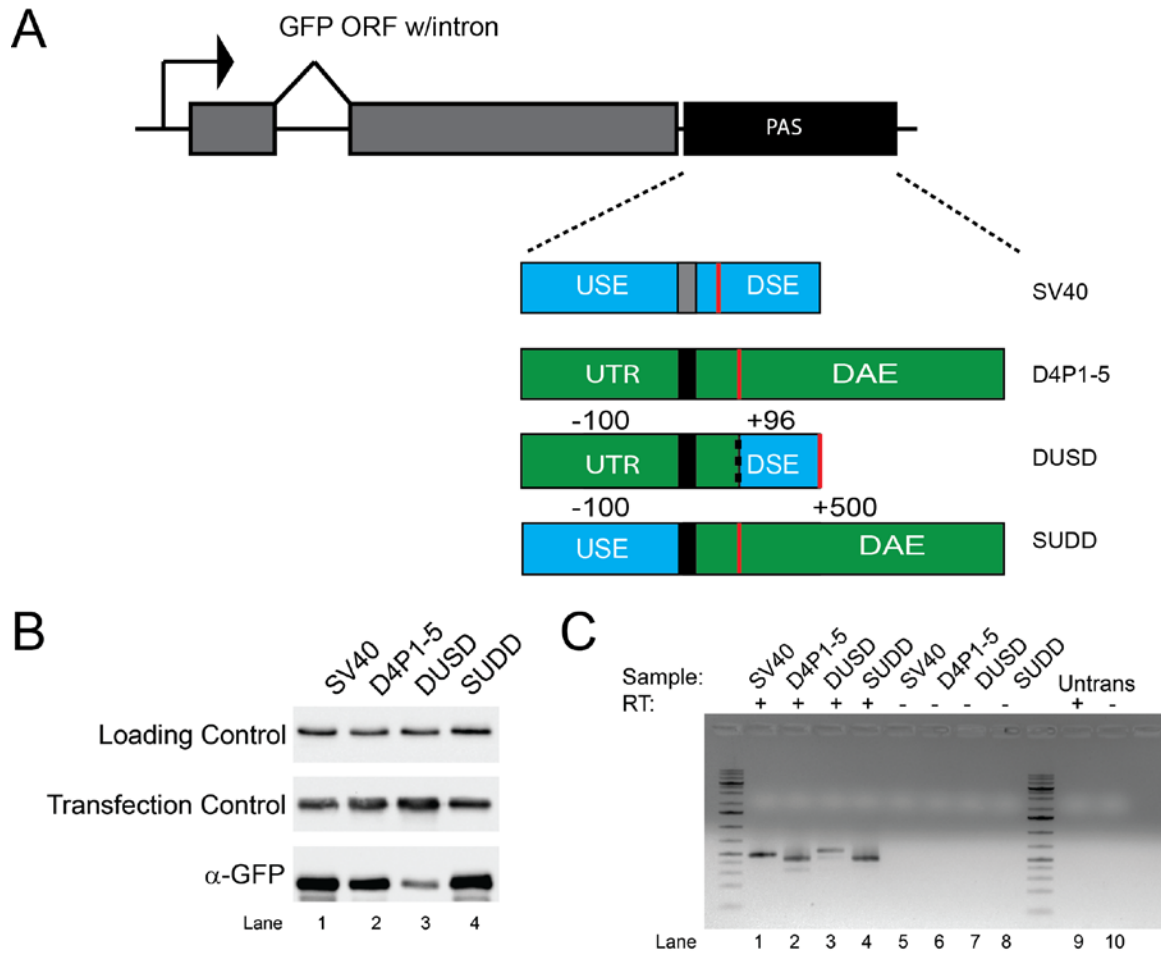 A
GFP ORF w/intron
PAS
USE DSE SV40
UTR DAE D4P1-5
-100 +96
UTR DSE DUSD
-100 +500
USE DAE SUDD
B
SV40 D4P1-5 DUSD SUDD
Loading Control
Transfection Control
α-GFP
Lane 1 2 3 4
C
Sample: SV40 D4P1-5 DUSD SUDD SV40 D4P1-5 DUSD SUDD Untrans
RT: + + + + - - - - + -
Lane 1 2 3 4 5 6 7 8 9 10